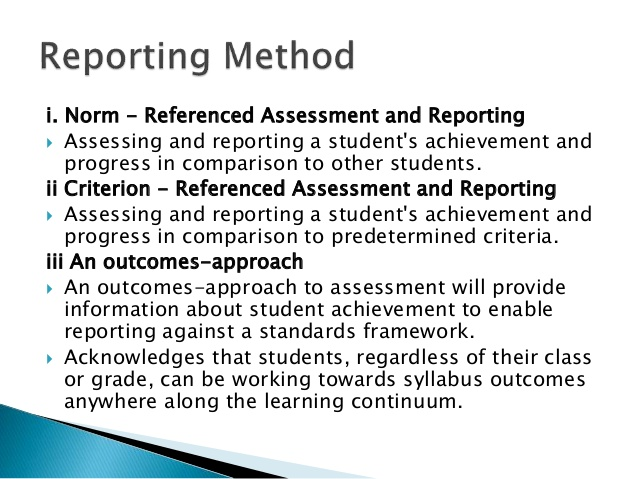 Reporting Method
i. Norm - Referenced Assessment and Reporting
Assessing and reporting a student's achievement and
progress in comparison to other students.
ii Criterion - Referenced Assessment and Reporting
Assessing and reporting a student's achievement and
progress in comparison to predetermined criteria.
iii An outcomes-approach
An outcomes-approach to assessment will provide
information about student achievement to enable
reporting against a standards framework.
Acknowledges that students, regardless of their class
or grade, can be working towards syllabus outcomes
anywhere along the learning continuum.